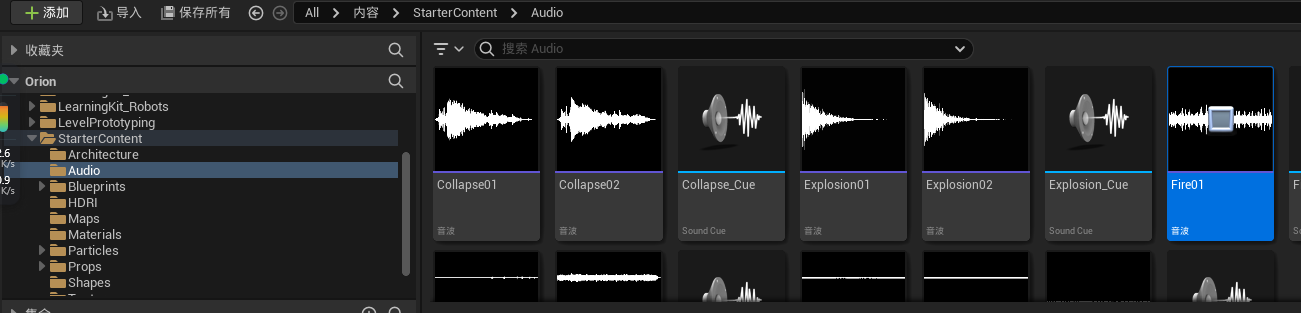 添加 导入 保存所有 All 内容 StarterContent Audio
收藏夹
搜索 Audio
Orion
LearningKit_Robots
LevelPrototyping
StarterContent
Architecture
Audio
Blueprints
HDRI
Maps
Materials
Particles
Props
Shapes
2.6
K/s
0.9
K/s
Collapse01 Collapse02 Collapse_Cue Explosion01 Explosion02 Explosion_Cue Fire01 F
音波 音波 Sound Cue 音波 音波 Sound Cue 音波